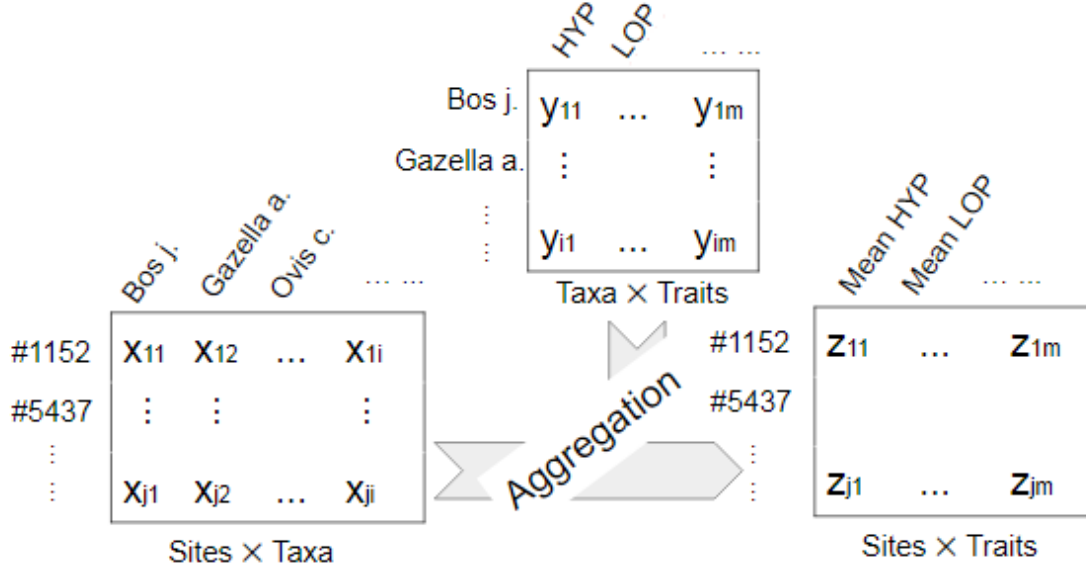 HYP LOP ... ...
Bos j. y11 ... y1m
Gazella a. ⋮ ⋮
⋮
⋮ yi1 ... yim
Taxa × Traits
Bos j. Gazella a. Ovis c. ... ...
#1152 x11 x12 ... x1i
#5437 ⋮ ⋮ ⋮
⋮
⋮ xj1 xj2 ... xji
Sites × Taxa
Aggregation
Mean HYP Mean LOP ... ...
#1152 z11 ... z1m
#5437
⋮
⋮ zj1 ... zjm
Sites × Traits